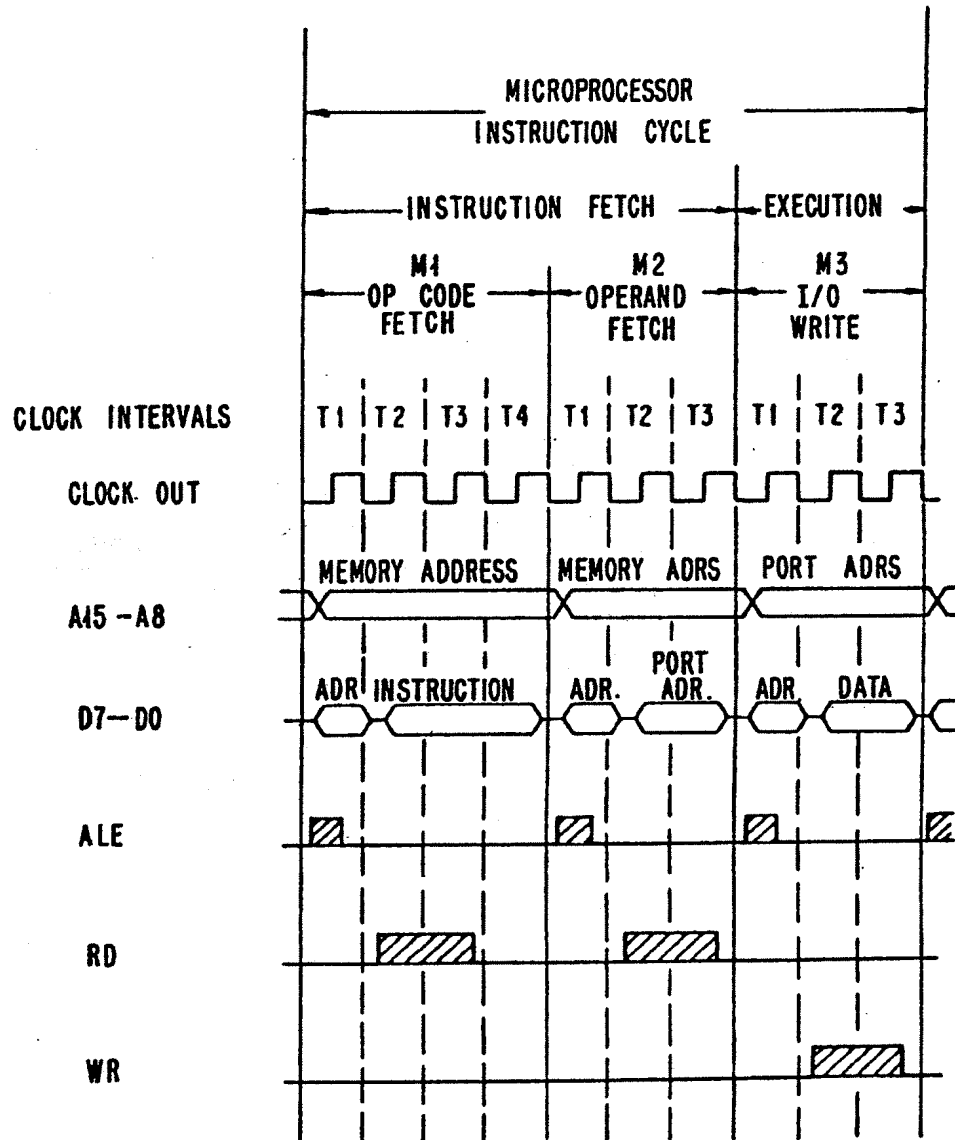 MICROPROCESSOR
INSTRUCTION CYCLE
INSTRUCTION FETCH
EXECUTION
M1
OP CODE
FETCH
M2
OPERAND
FETCH
M3
I/O
WRITE
CLOCK INTERVALS T1 T2 T3 T4 T1 T2 T3 T1 T2 T3
CLOCK OUT
MEMORY ADDRESS MEMORY ADRS PORT ADRS
A15-A8
PORT
ADR INSTRUCTION ADR. ADR. ADR. DATA
D7-D0
ALE
RD
WR